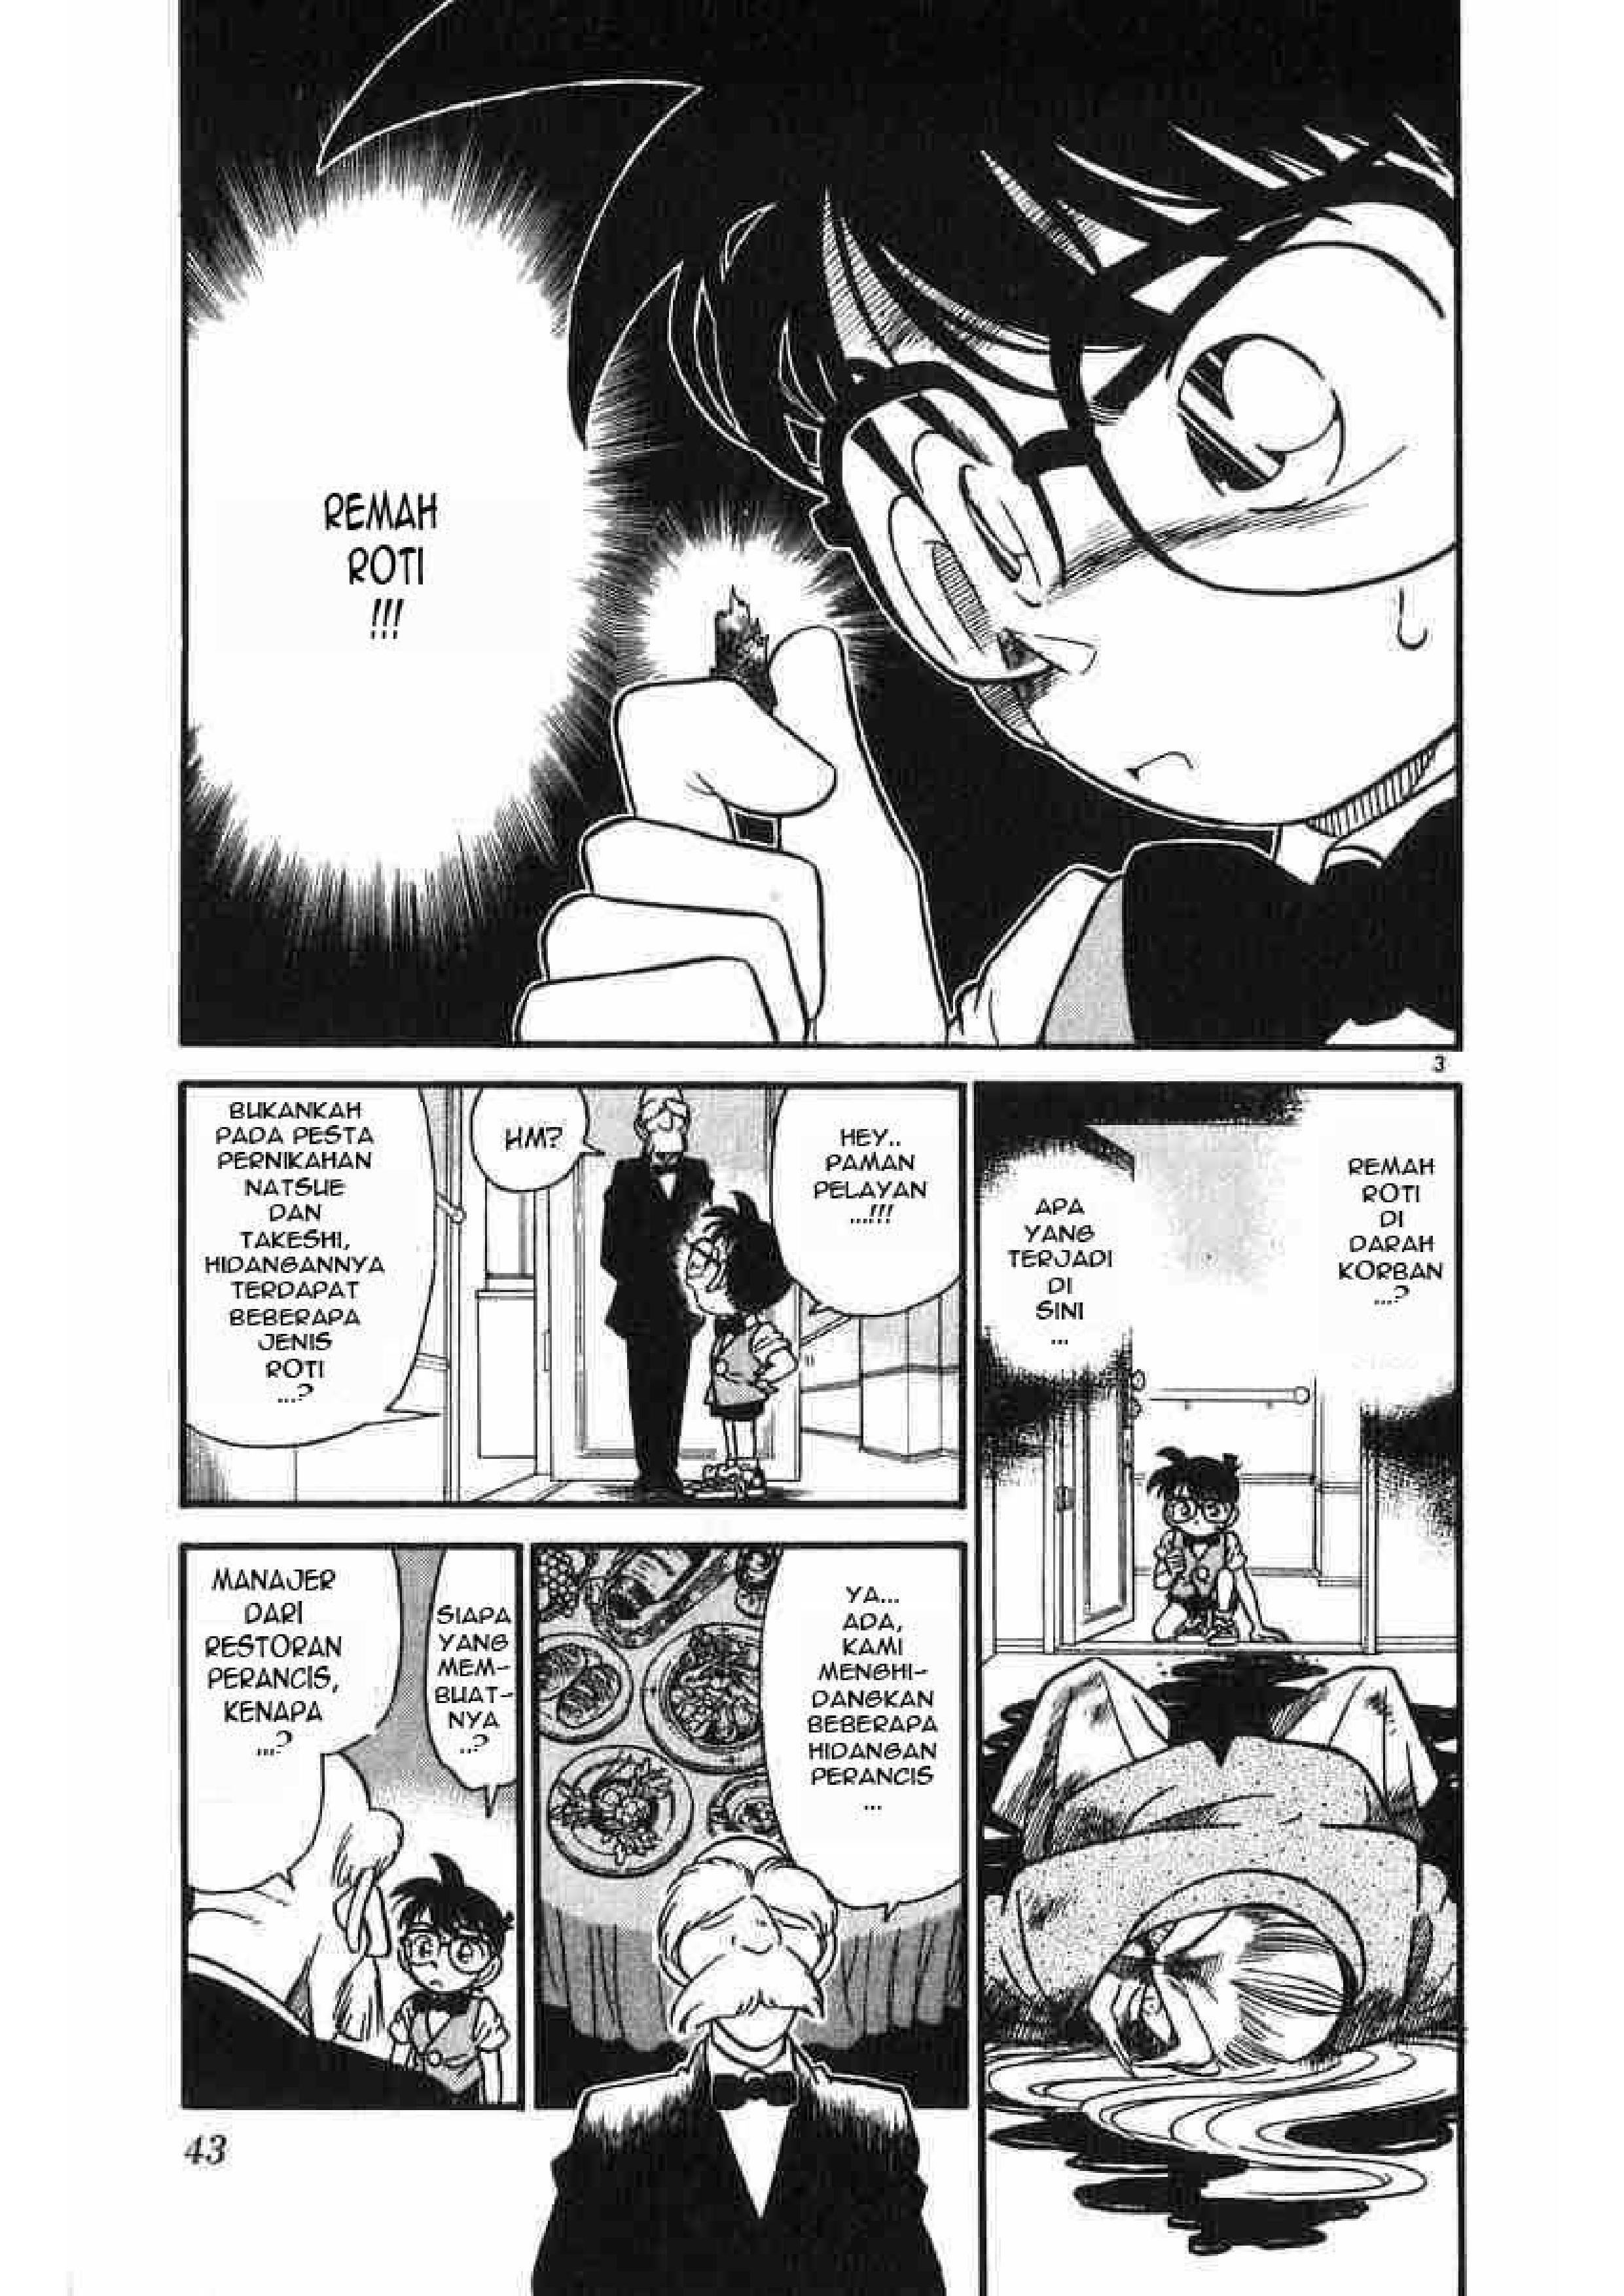 REMAH
ROTI
!!!
3
REMAH
ROTI
DI
DARAH
KORBAN
...?
APA
YANG
TERJADI
DI
SINI
...
HEY..
PAMAN
PELAYAN
...!!!
HM?
BUKANKAH
PADA PESTA
PERNIKAHAN
NATSUE
DAN
TAKESHI,
HIDANGANNYA
TERDAPAT
BEBERAPA
JENIS
ROTI
...?
YA...
ADA,
KAMI
MENGHI-
DANGKAN
BEBERAPA
HIDANGAN
PERANCIS
...
SIAPA
YANG
MEM-
BUAT-
NYA
..?
MANAJER
DARI
RESTORAN
PERANCIS,
KENAPA
...?
43